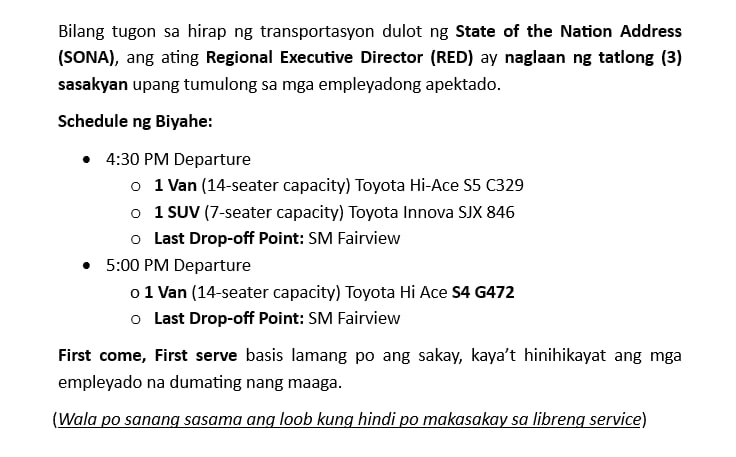 Bilang tugon sa hirap ng transportasyon dulot ng State of the Nation Address
(SONA), ang ating Regional Executive Director (RED) ay naglaan ng tatlong (3)
sasakyan upang tumulong sa mga empleyadong apektado.
Schedule ng Biyahe:
• 4:30 PM Departure
o 1 Van (14-seater capacity) Toyota Hi-Ace S5 C329
o 1 SUV (7-seater capacity) Toyota Innova SJX 846
o Last Drop-off Point: SM Fairview
• 5:00 PM Departure
o 1 Van (14-seater capacity) Toyota Hi Ace S4 G472
o Last Drop-off Point: SM Fairview
First come, First serve basis lamang po ang sakay, kaya’t hinihikayat ang mga
empleyado na dumating nang maaga.
(Wala po sanang sasama ang loob kung hindi po makasakay sa libreng service)